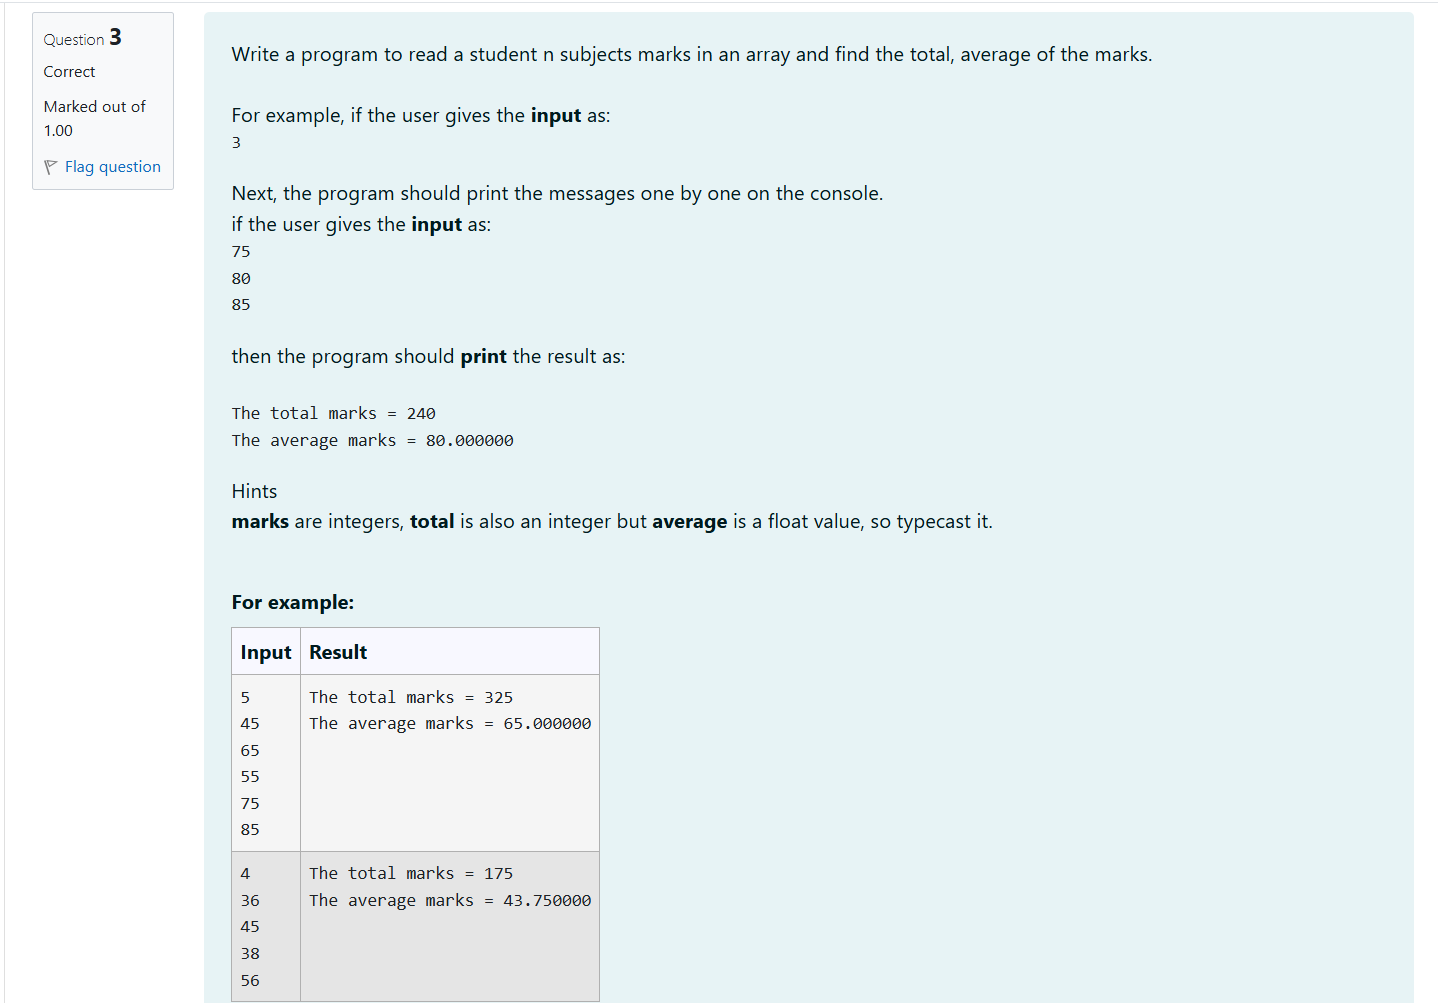 Question 3
Correct
Marked out of
1.00
Flag question
Write a program to read a student n subjects marks in an array and find the total, average of the marks.
For example, if the user gives the input as:
3
Next, the program should print the messages one by one on the console.
if the user gives the input as:
75
80
85
then the program should print the result as:
The total marks = 240
The average marks = 80.000000
Hints
marks are integers, total is also an integer but average is a float value, so typecast it.
For example:
Input Result
5 The total marks = 325
45 The average marks = 65.000000
65
55
75
85
4 The total marks = 175
36 The average marks = 43.750000
45
38
56